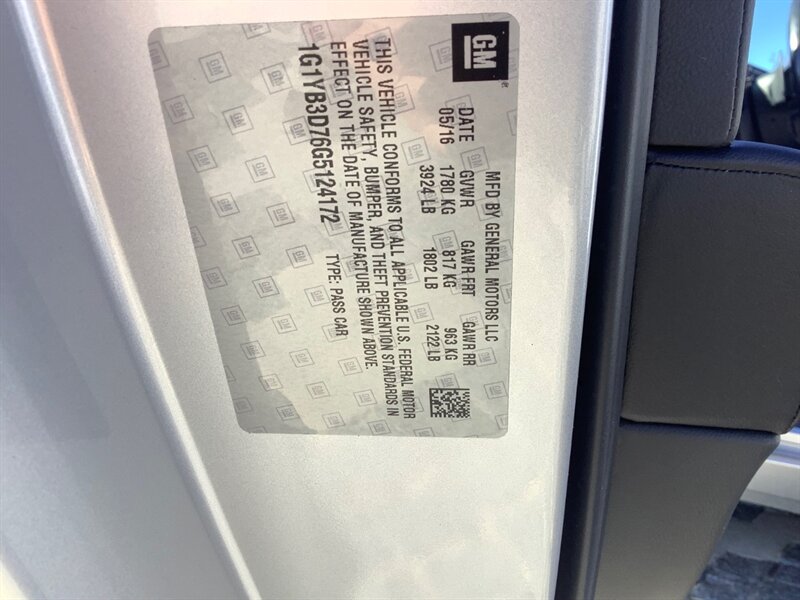 GM
MFD BY GENERAL MOTORS LLC
DATE GVWR GAWR FRT GAWR RR
05/16 1780 KG 817 KG 963 KG
3924 LB 1802 LB 2122 LB
THIS VEHICLE CONFORMS TO ALL APPLICABLE U.S. FEDERAL MOTOR
VEHICLE SAFETY, BUMPER, AND THEFT PREVENTION STANDARDS IN
EFFECT ON THE DATE OF MANUFACTURE SHOWN ABOVE.
1G1YB3D76G5124172 TYPE: PASS CAR